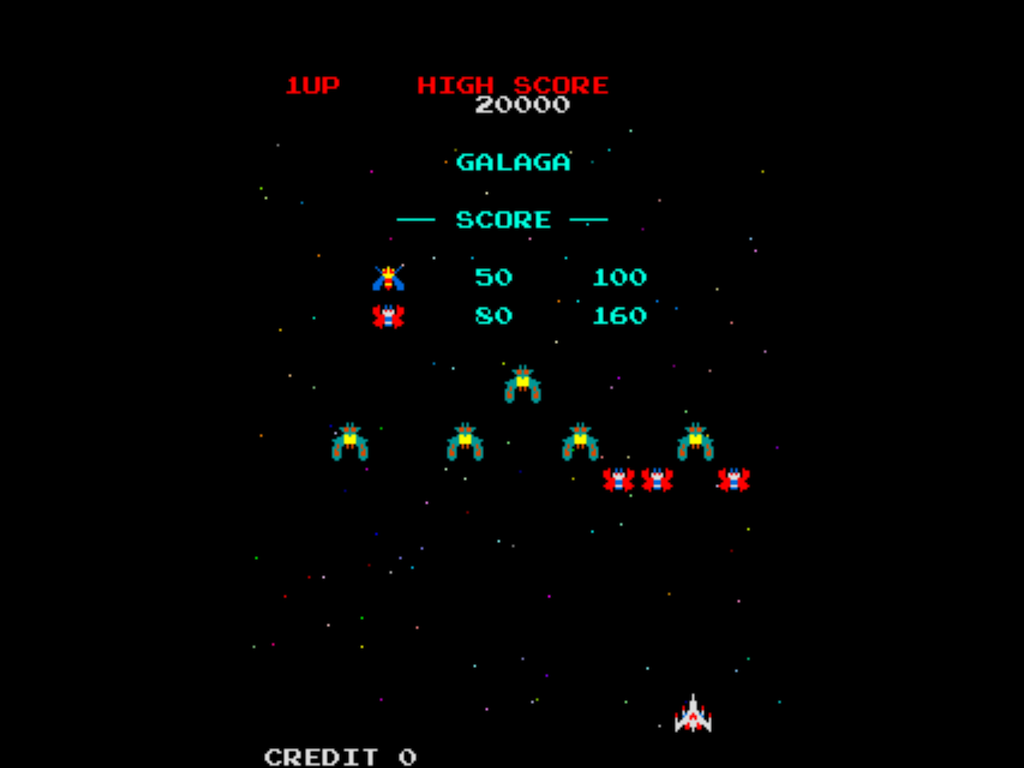 1UP HIGH SCORE
20000
GALAGA
— SCORE —
50 100
80 160
CREDIT 0